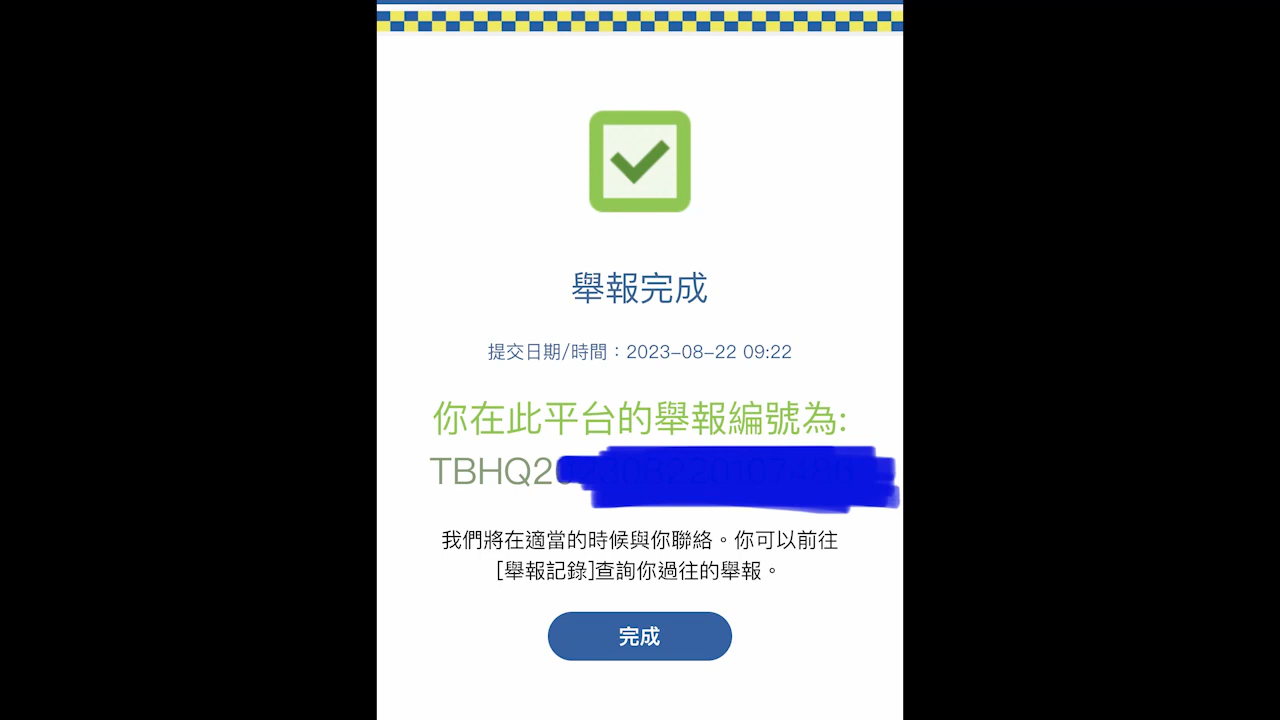 舉報完成
提交日期/時間：2023-08-22 09:22
你在此平台的舉報編號為:
TBHQ2
我們將在適當的時候與你聯絡。你可以前往
[舉報記錄]查詢你過往的舉報。
完成